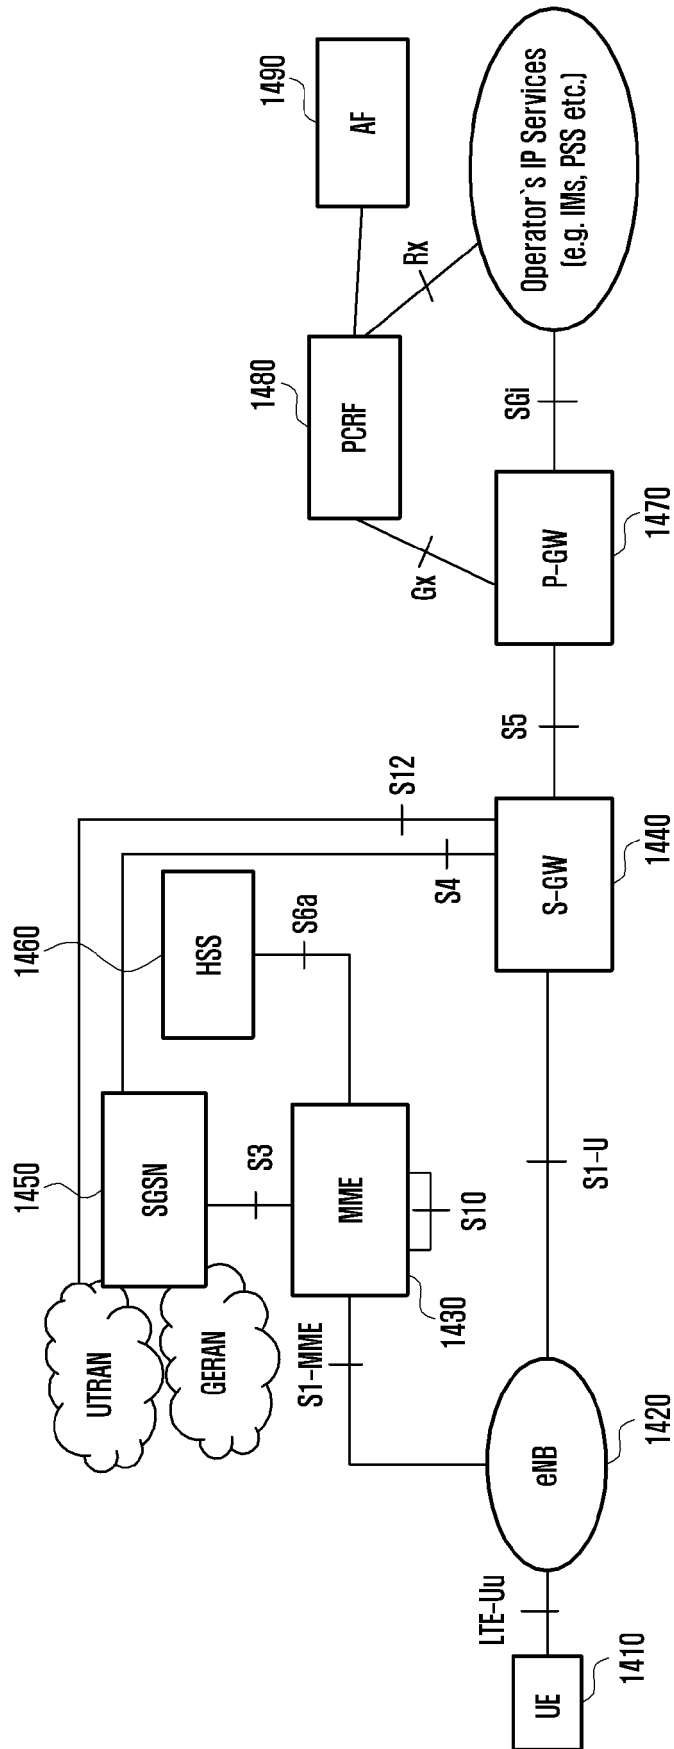 1450
1460
1480
1490
UTRAN
SGSN
HSS
S12
PCRF
AF
GERAN
S3
S6a
S4
Gx
Rx
S1-MME
MME
S10
1430
LTE-Uu
UE
1410
eNB
1420
S1-U
S-GW
1440
S5
P-GW
1470
SGi
Operator`s IP Services
(e.g. IMs, PSS etc.)